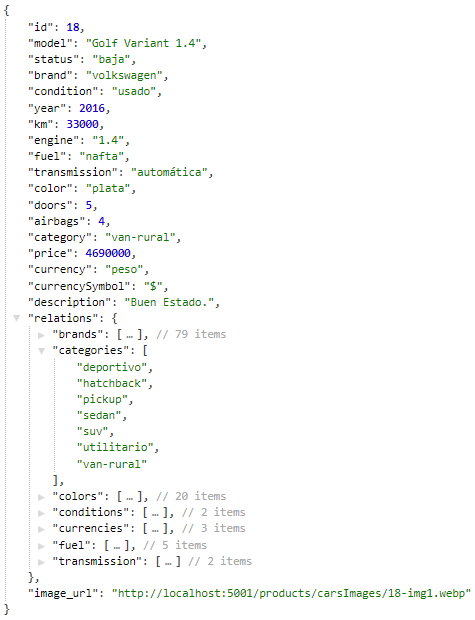 {
"id": 18,
"model": "Golf Variant 1.4",
"status": "baja",
"brand": "volkswagen",
"condition": "usado",
"year": 2016,
"km": 33000,
"engine": "1.4",
"fuel": "nafta",
"transmission": "automática",
"color": "plata",
"doors": 5,
"airbags": 4,
"category": "van-rural",
"price": 4690000,
"currency": "peso",
"currencySymbol": "$",
"description": "Buen Estado.",
"relations": {
"brands": [ … ], // 79 items
"categories": [
"deportivo",
"hatchback",
"pickup",
"sedan",
"suv",
"utilitario",
"van-rural"
],
"colors": [ … ], // 20 items
"conditions": [ … ], // 2 items
"currencies": [ … ], // 3 items
"fuel": [ … ], // 5 items
"transmission": [ … ] // 2 items
},
"image_url": "http://localhost:5001/products/carsImages/18-img1.webp"
}